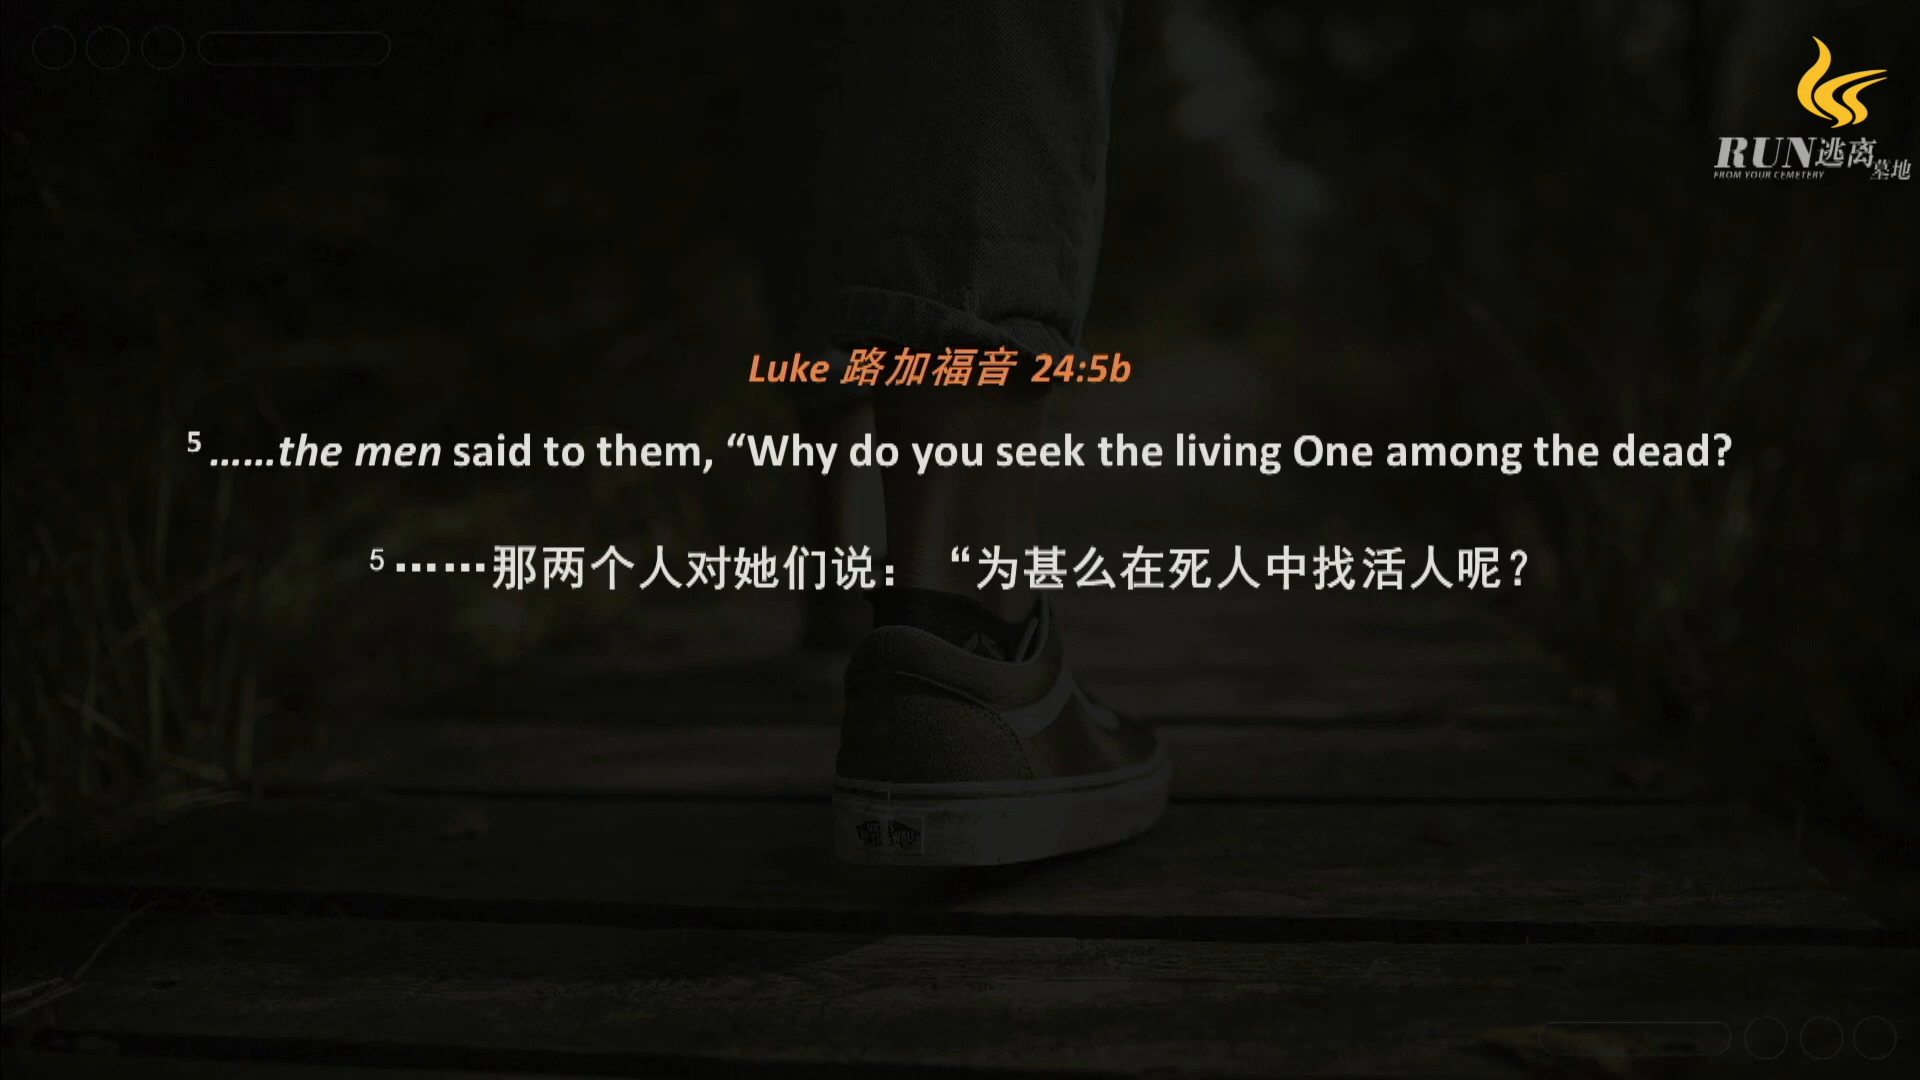 RUN逃离墓地
FROM YOUR CEMETERY
Luke 路加福音 24:5b
5 ……the men said to them, “Why do you seek the living One among the dead?
5 ……那两个人对她们说： “为甚么在死人中找活人呢？